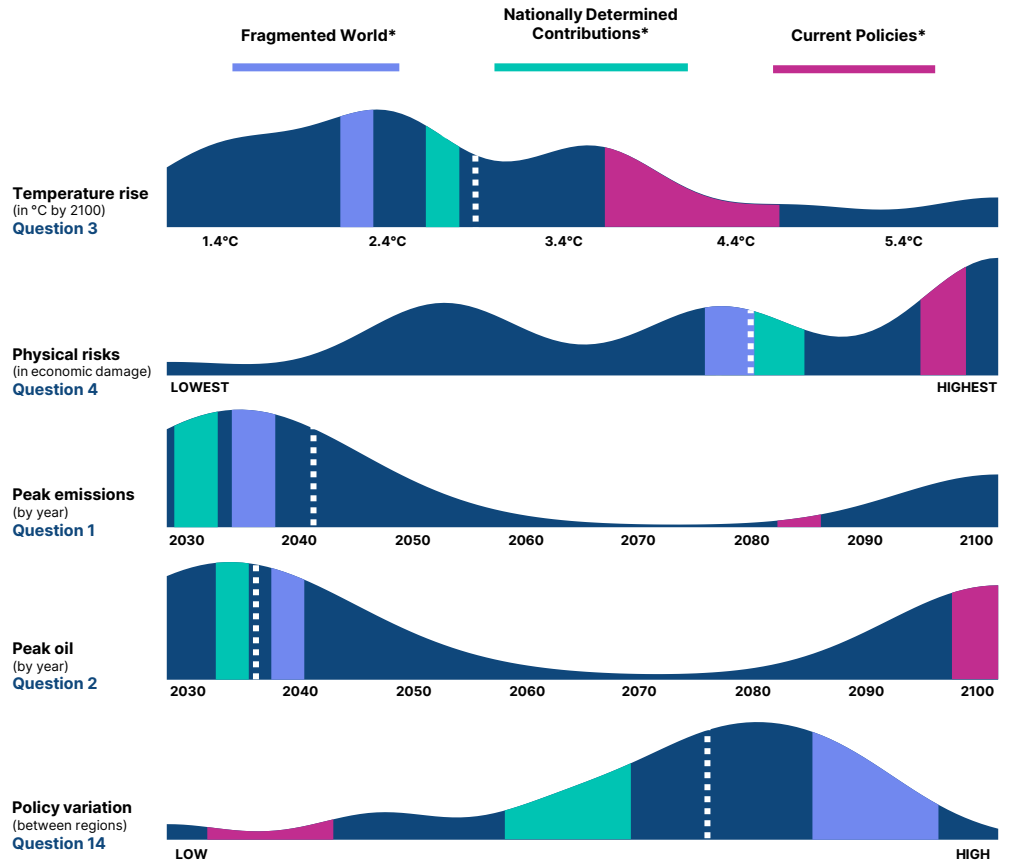 Fragmented World*
Nationally Determined
Contributions*
Current Policies*
Temperature rise
(in °C by 2100)
Question 3
1.4°C 2.4°C 3.4°C 4.4°C 5.4°C
Physical risks
(in economic damage)
Question 4
LOWEST HIGHEST
Peak emissions
(by year)
Question 1
2030 2040 2050 2060 2070 2080 2090 2100
Peak oil
(by year)
Question 2
2030 2040 2050 2060 2070 2080 2090 2100
Policy variation
(between regions)
Question 14
LOW HIGH